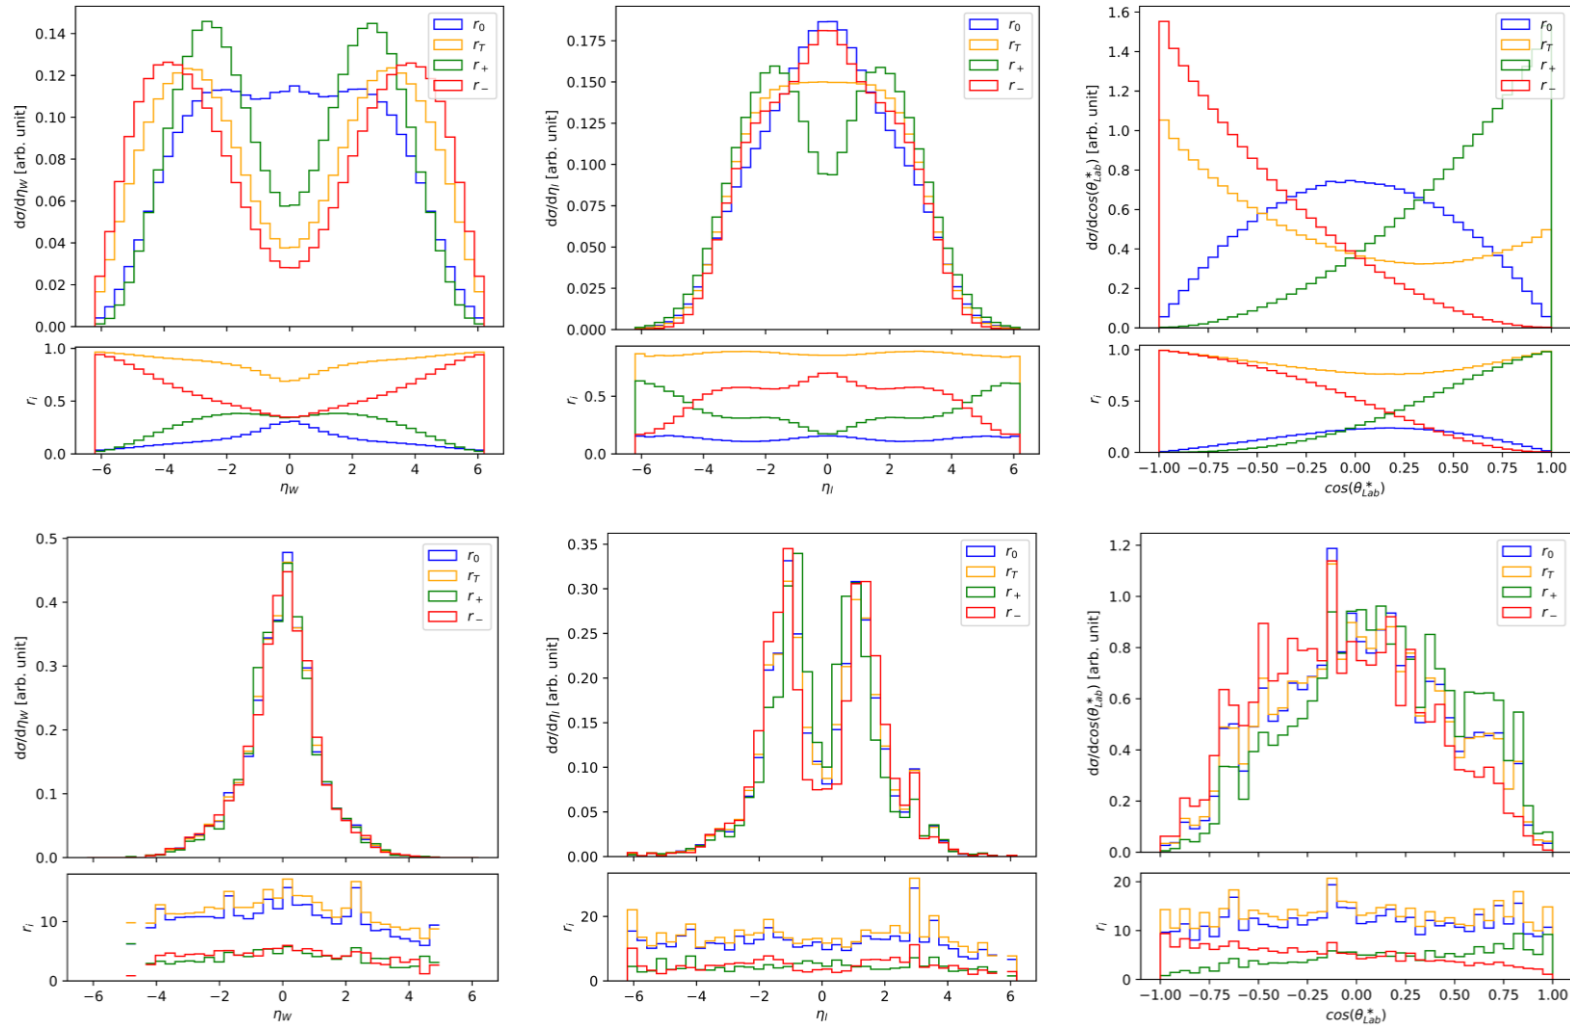 dσ/dη_W [arb. unit]
0.14
0.12
0.10
0.08
0.06
0.04
0.02
0.00
r_0
r_T
r_+
r_−
r_i
1.0
0.5
0.0
−6 −4 −2 0 2 4 6
η_W
dσ/dη_l [arb. unit]
0.175
0.150
0.125
0.100
0.075
0.050
0.025
0.000
r_0
r_T
r_+
r_−
r_i
0.5
0.0
−6 −4 −2 0 2 4 6
η_l
dσ/dcos(θ*_Lab) [arb. unit]
1.6
1.4
1.2
1.0
0.8
0.6
0.4
0.2
0.0
r_0
r_T
r_+
r_−
r_i
1.0
0.5
0.0
−1.00 −0.75 −0.50 −0.25 0.00 0.25 0.50 0.75 1.00
cos(θ*_Lab)
dσ/dη_W [arb. unit]
0.5
0.4
0.3
0.2
0.1
0.0
r_0
r_T
r_+
r_−
r_i
10
0
−6 −4 −2 0 2 4 6
η_W
dσ/dη_l [arb. unit]
0.35
0.30
0.25
0.20
0.15
0.10
0.05
0.00
r_0
r_T
r_+
r_−
r_i
20
0
−6 −4 −2 0 2 4 6
η_l
dσ/dcos(θ*_Lab) [arb. unit]
1.2
1.0
0.8
0.6
0.4
0.2
0.0
r_0
r_T
r_+
r_−
r_i
20
10
0
−1.00 −0.75 −0.50 −0.25 0.00 0.25 0.50 0.75 1.00
cos(θ*_Lab)